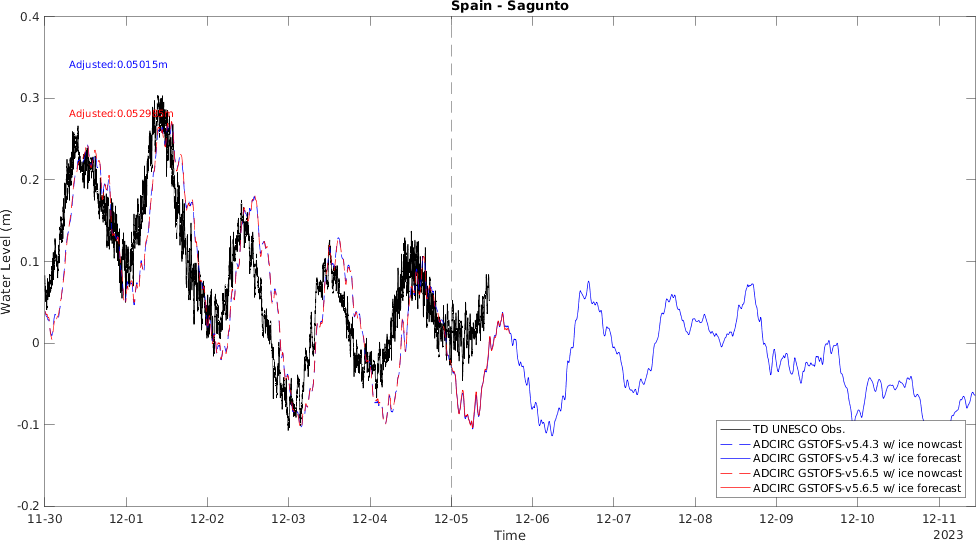 Spain - Sagunto
0.4
Adjusted:0.05015m
0.3
Adjusted:0.052
0.2
0.1
Water Level (m)
0
-0.1
-0.2
TD UNESCO Obs.
ADCIRC GSTOFS-v5.4.3 w/ ice nowcast
ADCIRC GSTOFS-v5.4.3 w/ ice forecast
ADCIRC GSTOFS-v5.6.5 w/ ice nowcast
ADCIRC GSTOFS-v5.6.5 w/ ice forecast
11-30 12-01 12-02 12-03 12-04 12-05 12-06 12-07 12-08 12-09 12-10 12-11
Time
2023